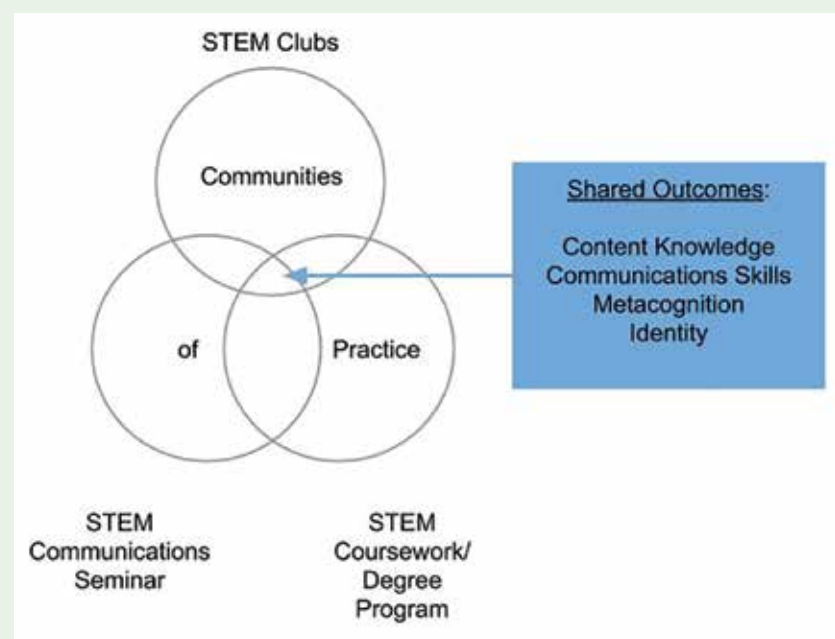 STEM Clubs
Communities
of
Practice
Shared Outcomes:
Content Knowledge
Communications Skills
Metacognition
Identity
STEM
Communications
Seminar
STEM
Coursework/
Degree
Program